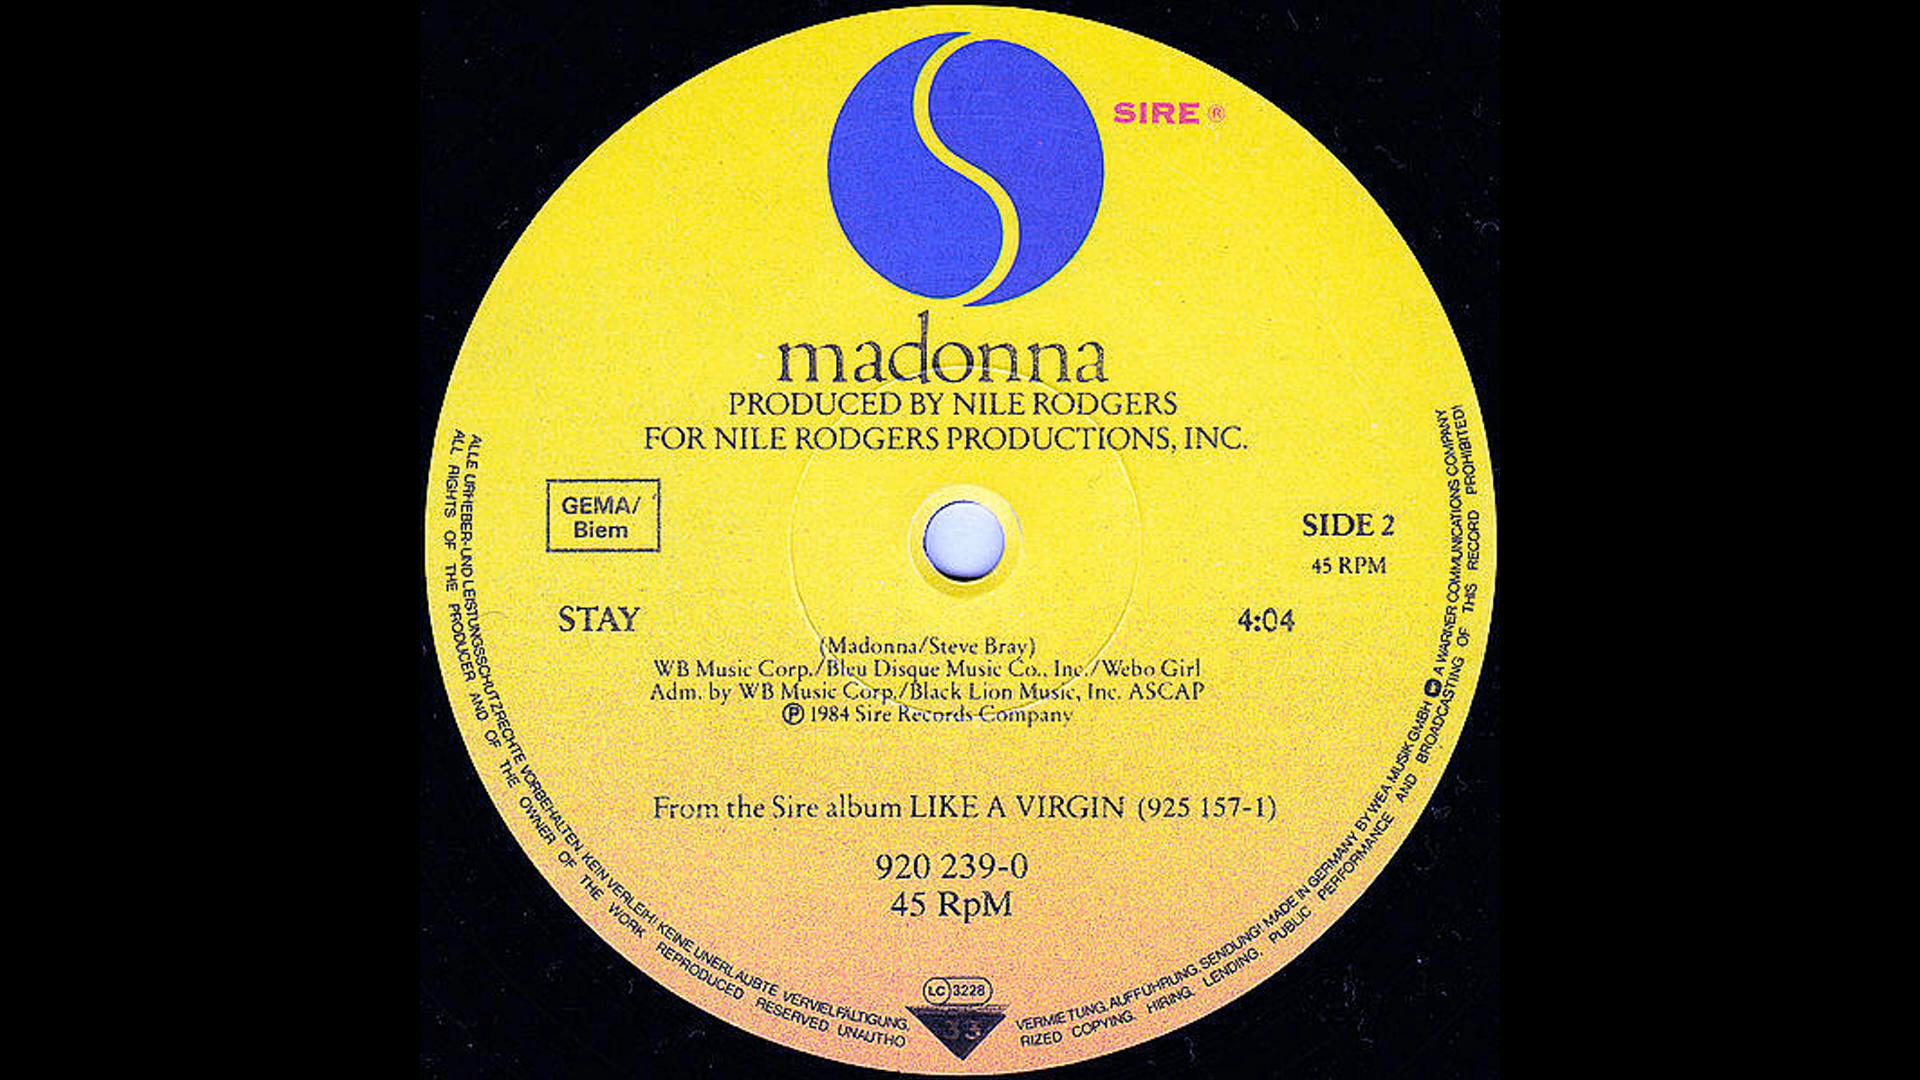 SIRE ®
madonna
PRODUCED BY NILE RODGERS
FOR NILE RODGERS PRODUCTIONS, INC.
GEMA/
Biem
SIDE 2
45 RPM
STAY
4:04
(Madonna/Steve Bray)
WB Music Corp./Bleu Disque Music Co., Inc./Webo Girl
Adm. by WB Music Corp./Black Lion Music, Inc. ASCAP
Ⓟ 1984 Sire Records Company
From the Sire album LIKE A VIRGIN (925 157-1)
920 239-0
45 RpM
LC 3228
33
ALLE URHEBER- UND LEISTUNGSSCHUTZRECHTE VORBEHALTEN. KEIN VERLEIH! KEINE UNERLAUBTE VERVIELFÄLTIGUNG, VERMIETUNG, AUFFÜHRUNG, SENDUNG! MADE IN GERMANY BY WEA MUSIK GMBH A WARNER COMMUNICATIONS COMPANY
ALL RIGHTS OF THE PRODUCER AND OF THE OWNER OF THE WORK REPRODUCED RESERVED UNAUTHORIZED COPYING, HIRING, LENDING, PUBLIC PERFORMANCE AND BROADCASTING OF THIS RECORD PROHIBITED!